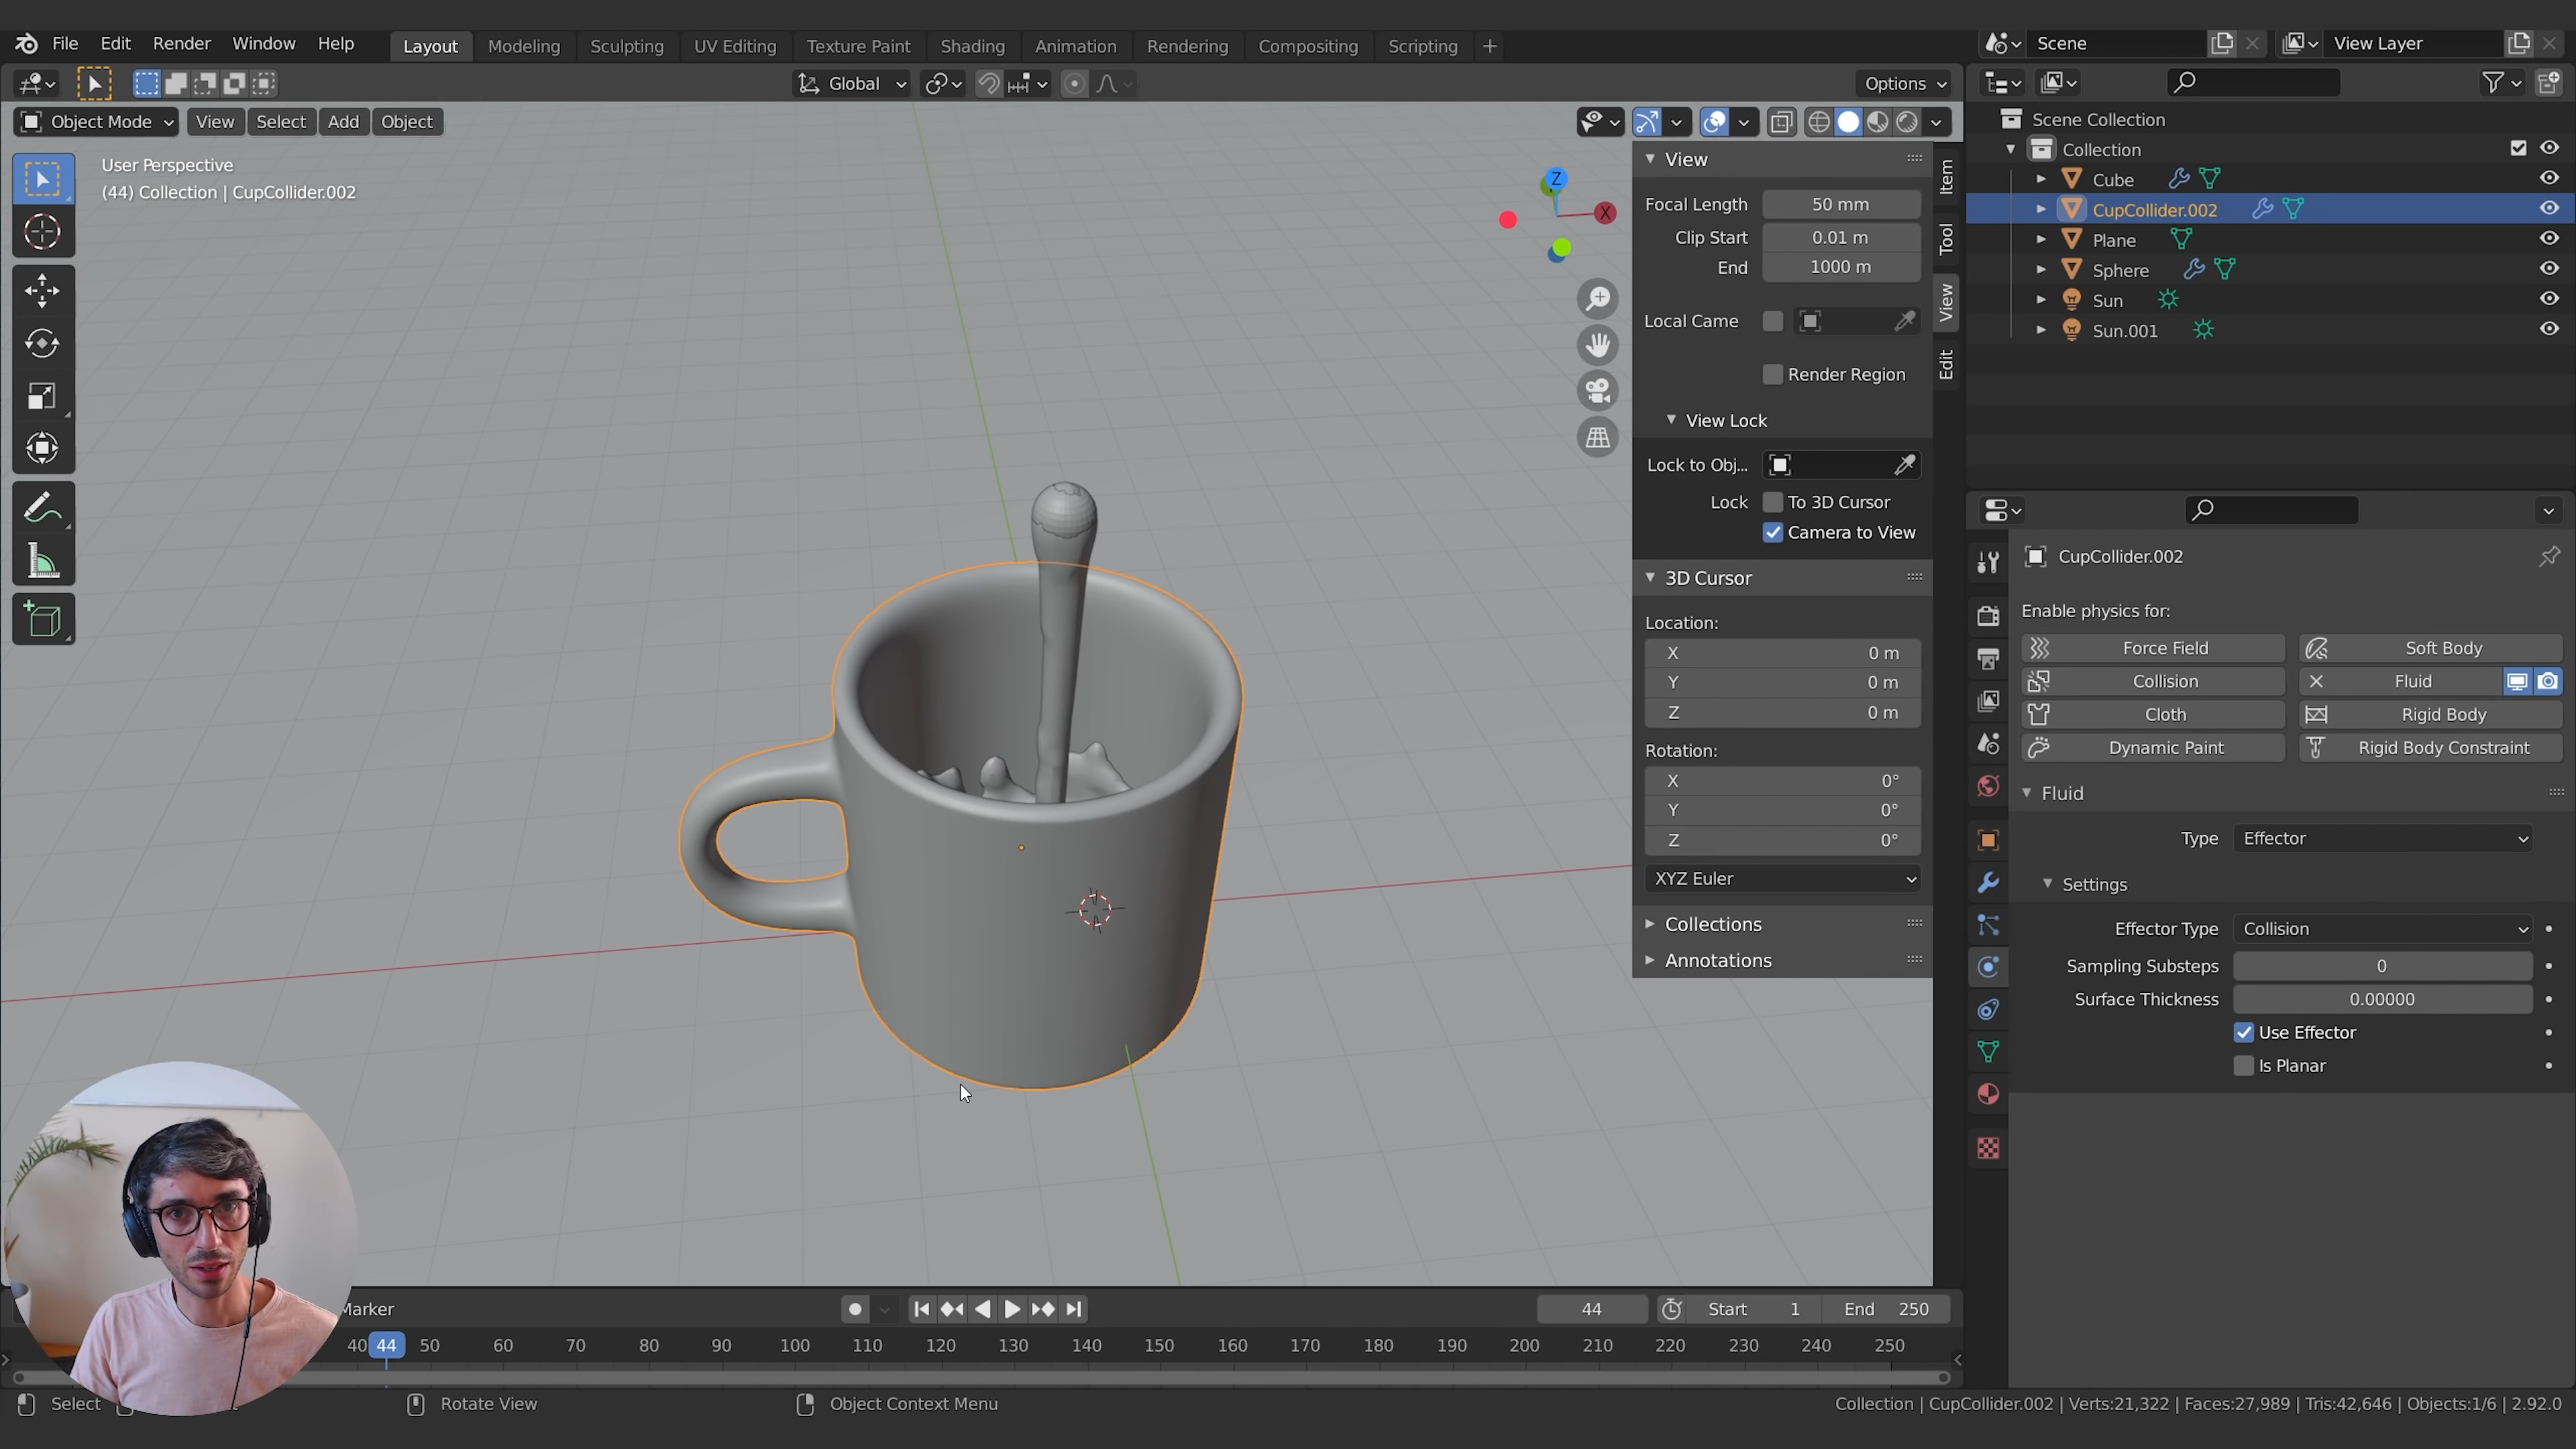 File Edit Render Window Help Layout Modeling Sculpting UV Editing Texture Paint Shading Animation Rendering Compositing Scripting +
Scene View Layer
Global Options
Object Mode View Select Add Object
User Perspective
(44) Collection | CupCollider.002
Z
X
View
Focal Length 50 mm
Clip Start 0.01 m
End 1000 m
Local Came
Render Region
View Lock
Lock to Obj...
Lock To 3D Cursor
Camera to View
3D Cursor
Location:
X 0 m
Y 0 m
Z 0 m
Rotation:
X 0°
Y 0°
Z 0°
XYZ Euler
Collections
Annotations
Item
Tool
View
Edit
Scene Collection
Collection
Cube
CupCollider.002
Plane
Sphere
Sun
Sun.001
CupCollider.002
Enable physics for:
Force Field Soft Body
Collision Fluid
Cloth Rigid Body
Dynamic Paint Rigid Body Constraint
Fluid
Type Effector
Settings
Effector Type Collision
Sampling Substeps 0
Surface Thickness 0.00000
Use Effector
Is Planar
Marker 44 Start 1 End 250
40 44 50 60 70 80 90 100 110 120 130 140 150 160 170 180 190 200 210 220 230 240 250
Select Rotate View Object Context Menu
Collection | CupCollider.002 | Verts:21,322 | Faces:27,989 | Tris:42,646 | Objects:1/6 | 2.92.0